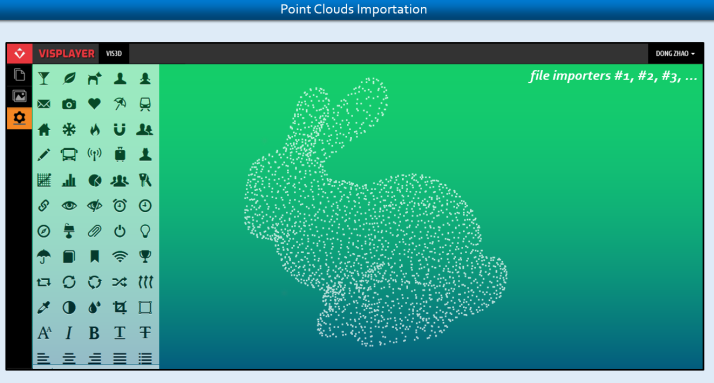 Point Clouds Importation
VISPLAYER VIS3D DONG ZHAO
file importers #1, #2, #3, ...